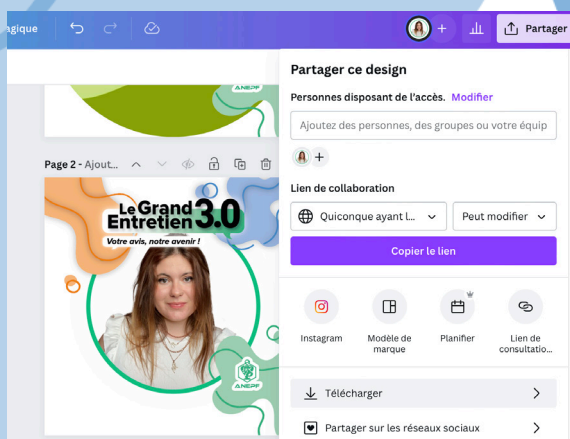 agique
Partager
Partager ce design
Personnes disposant de l'accès. Modifier
Ajoutez des personnes, des groupes ou votre équip
ANEPF
Page 2 - Ajout...
Lien de collaboration
Quiconque ayant l...
Peut modifier
Copier le lien
Le Grand
Entretien 3.0
Votre avis, notre avenir !
Instagram
Modèle de
marque
Planifier
Lien de
consultatio...
ANEPF
Télécharger
Partager sur les réseaux sociaux